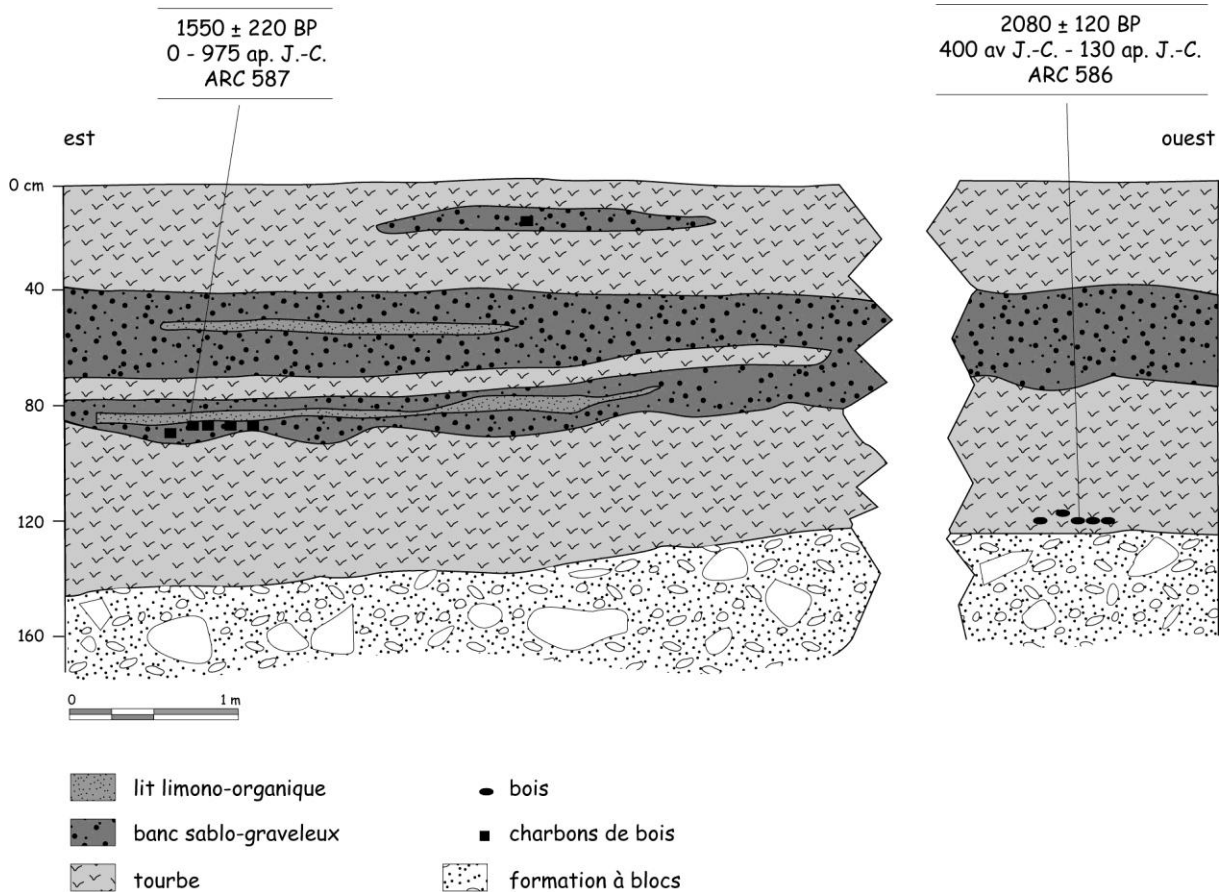 1550 ± 220 BP
0 - 975 ap. J.-C.
ARC 587
2080 ± 120 BP
400 av J.-C. - 130 ap. J.-C.
ARC 586
est
ouest
0 cm
40
80
120
160
0 1 m
lit limono-organique
banc sablo-graveleux
tourbe
bois
charbons de bois
formation à blocs